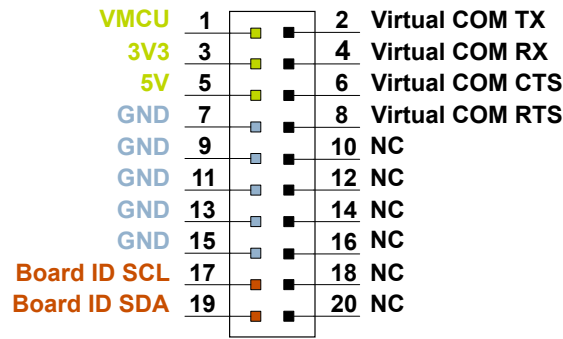 VMCU 1 2 Virtual COM TX
3V3 3 4 Virtual COM RX
5V 5 6 Virtual COM CTS
GND 7 8 Virtual COM RTS
GND 9 10 NC
GND 11 12 NC
GND 13 14 NC
GND 15 16 NC
Board ID SCL 17 18 NC
Board ID SDA 19 20 NC